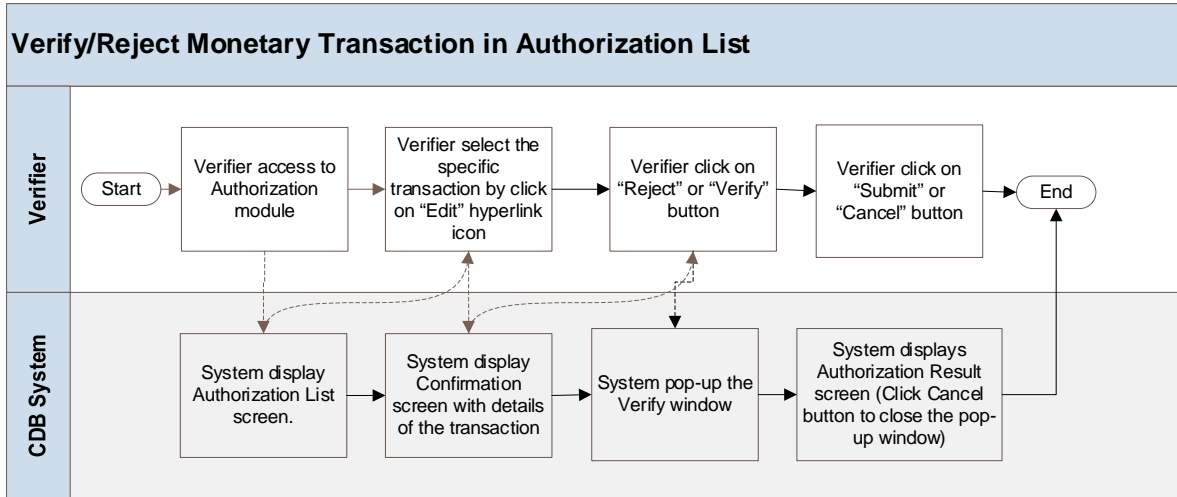 Verify/Reject Monetary Transaction in Authorization List
Verifier
Start
Verifier access to
Authorization
module
Verifier select the
specific
transaction by click
on “Edit” hyperlink
icon
Verifier click on
“Reject” or “Verify”
button
Verifier click on
“Submit” or
“Cancel” button
End
CDB System
System display
Authorization List
screen.
System display
Confirmation
screen with details
of the transaction
System pop-up the
Verify window
System displays
Authorization Result
screen (Click Cancel
button to close the pop-
up window)